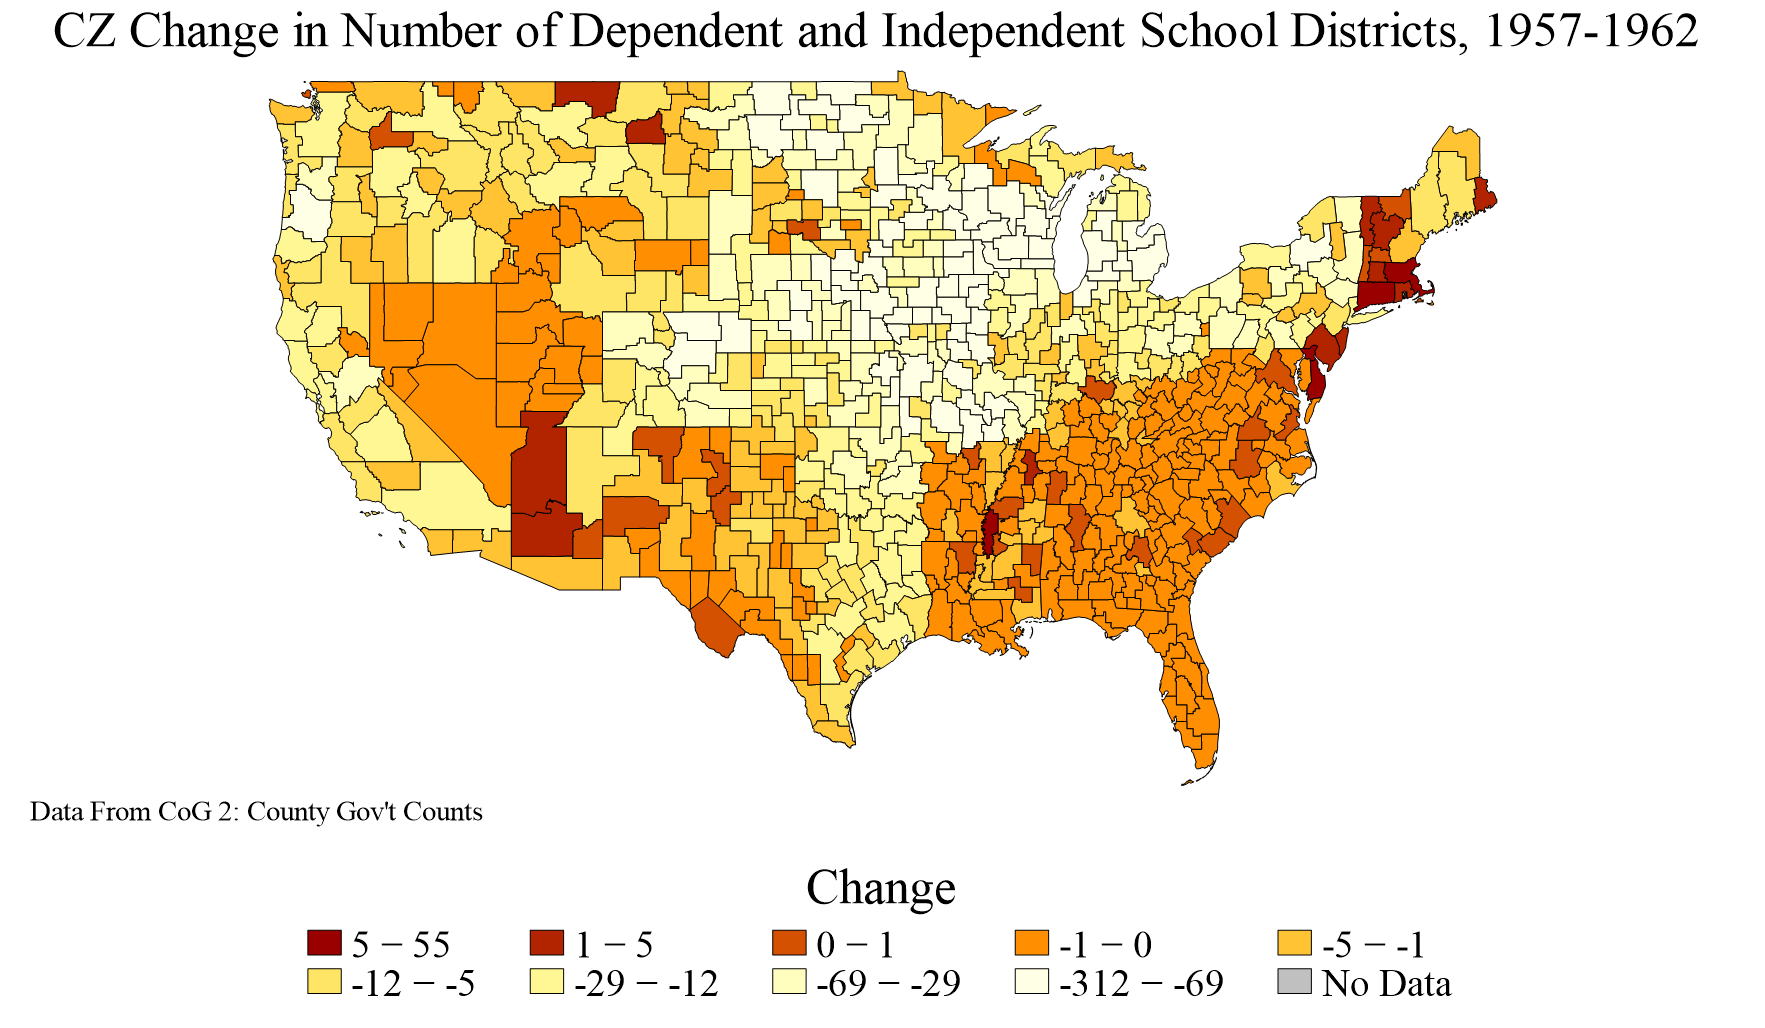 CZ Change in Number of Dependent and Independent School Districts, 1957-1962
Data From CoG 2: County Gov't Counts
Change
5 − 55
1 − 5
0 − 1
-1 − 0
-5 − -1
-12 − -5
-29 − -12
-69 − -29
-312 − -69
No Data